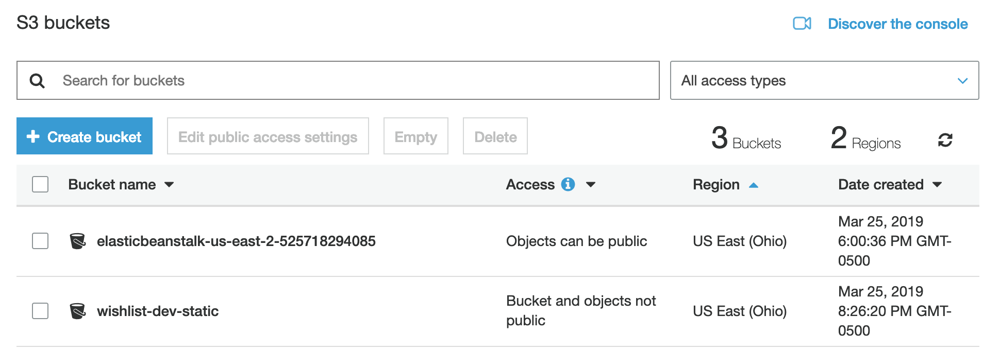 S3 buckets
Discover the console
Search for buckets
All access types
Create bucket
Edit public access settings
Empty
Delete
3 Buckets
2 Regions
Bucket name
Access
Region
Date created
elasticbeanstalk-us-east-2-525718294085
Objects can be public
US East (Ohio)
Mar 25, 2019
6:00:36 PM GMT-
0500
wishlist-dev-static
Bucket and objects not
public
US East (Ohio)
Mar 25, 2019
8:26:20 PM GMT-
0500